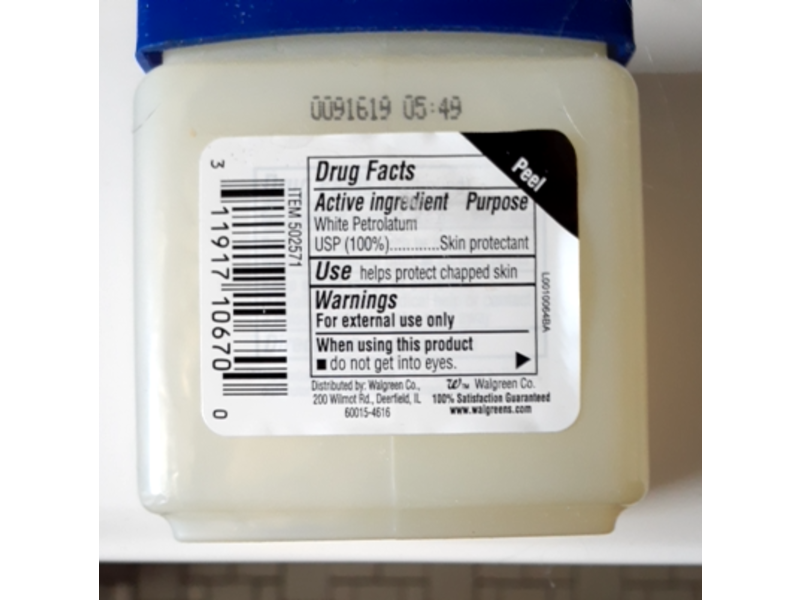 0091619 05:49
Peel
Drug Facts
Active ingredient Purpose
White Petrolatum
USP (100%)............Skin protectant
Use helps protect chapped skin
Warnings
For external use only
When using this product
■ do not get into eyes.
Distributed by: Walgreen Co.,
200 Wilmot Rd., Deerfield, IL
60015-4616
W™ Walgreen Co.
100% Satisfaction Guaranteed
www.walgreens.com
ITEM 502571
3 11917 10670 0